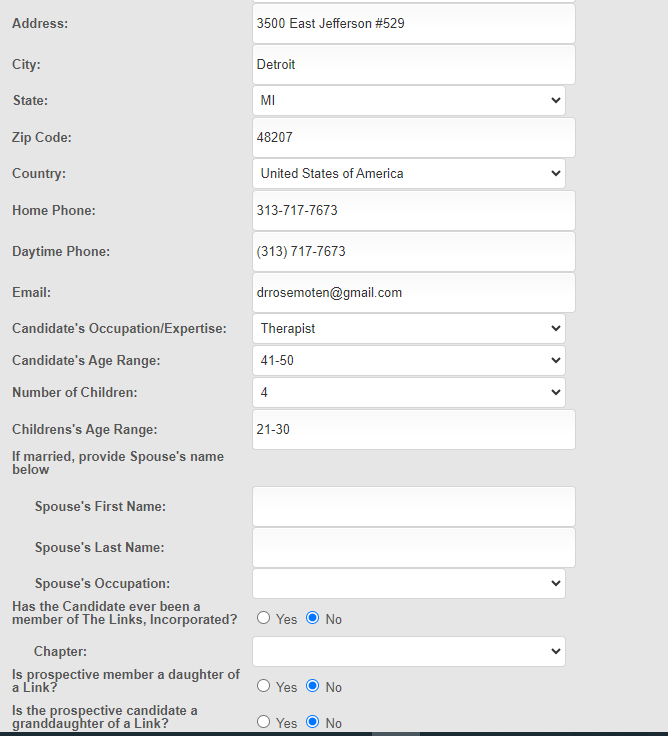 Address: 3500 East Jefferson #529
City: Detroit
State: MI
Zip Code: 48207
Country: United States of America
Home Phone: 313-717-7673
Daytime Phone: (313) 717-7673
Email: drrosemoten@gmail.com
Candidate's Occupation/Expertise: Therapist
Candidate's Age Range: 41-50
Number of Children: 4
Childrens's Age Range: 21-30
If married, provide Spouse's name
below
Spouse's First Name:
Spouse's Last Name:
Spouse's Occupation:
Has the Candidate ever been a
member of The Links, Incorporated? Yes No
Chapter:
Is prospective member a daughter of
a Link? Yes No
Is the prospective candidate a
granddaughter of a Link? Yes No